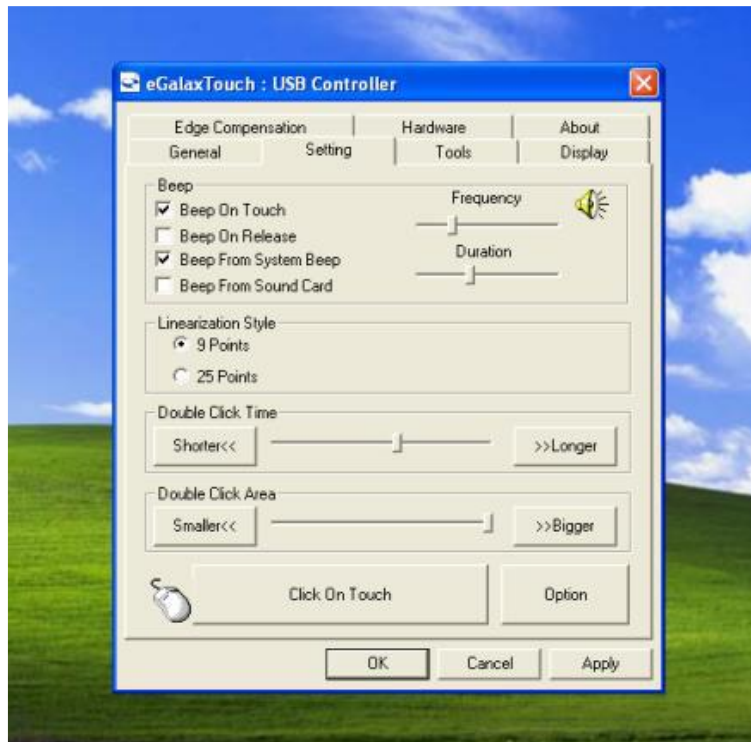 eGalaxTouch : USB Controller
Edge Compensation Hardware About
General Setting Tools Display
Beep
Beep On Touch
Beep On Release
Beep From System Beep
Beep From Sound Card
Frequency
Duration
Linearization Style
9 Points
25 Points
Double Click Time
Shorter<< >>Longer
Double Click Area
Smaller<< >>Bigger
Click On Touch Option
OK Cancel Apply